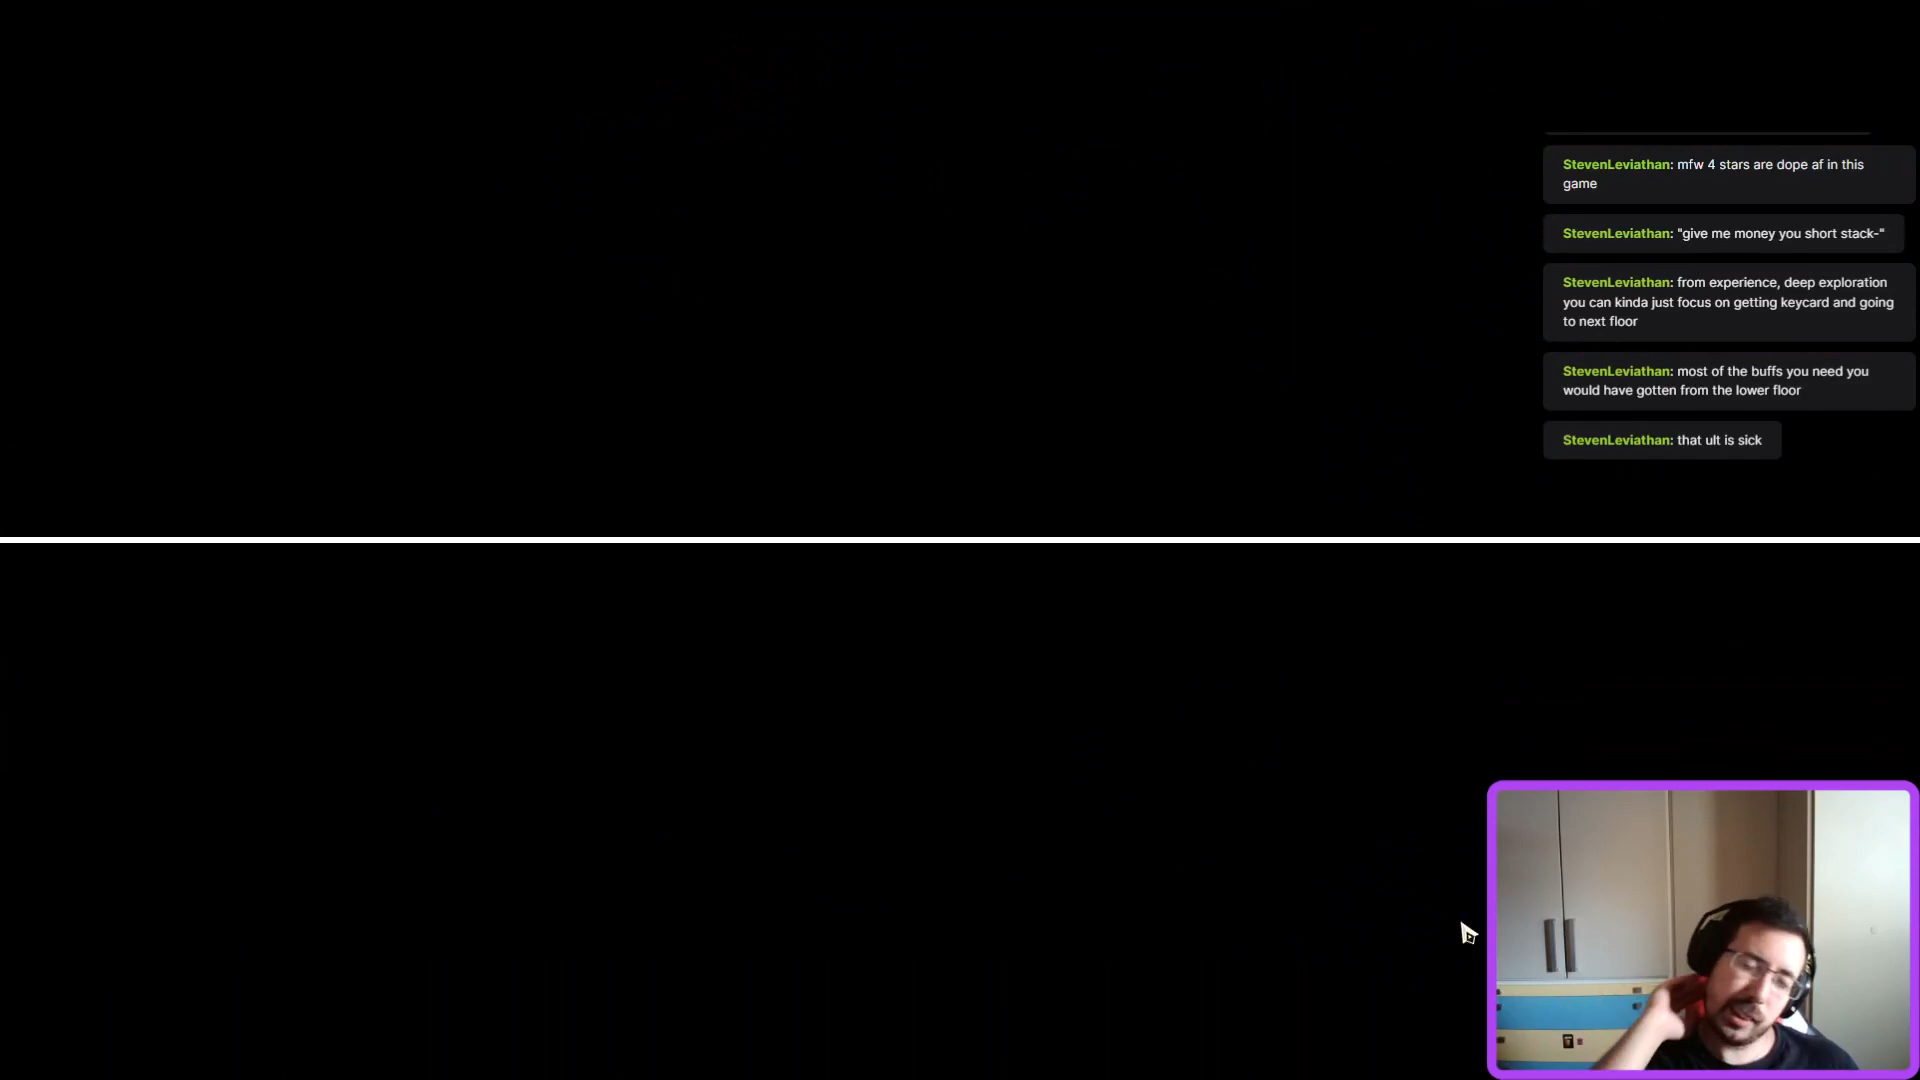 StevenLeviathan: mfw 4 stars are dope af in this
game
StevenLeviathan: "give me money you short stack-"
StevenLeviathan: from experience, deep exploration
you can kinda just focus on getting keycard and going
to next floor
StevenLeviathan: most of the buffs you need you
would have gotten from the lower floor
StevenLeviathan: that ult is sick